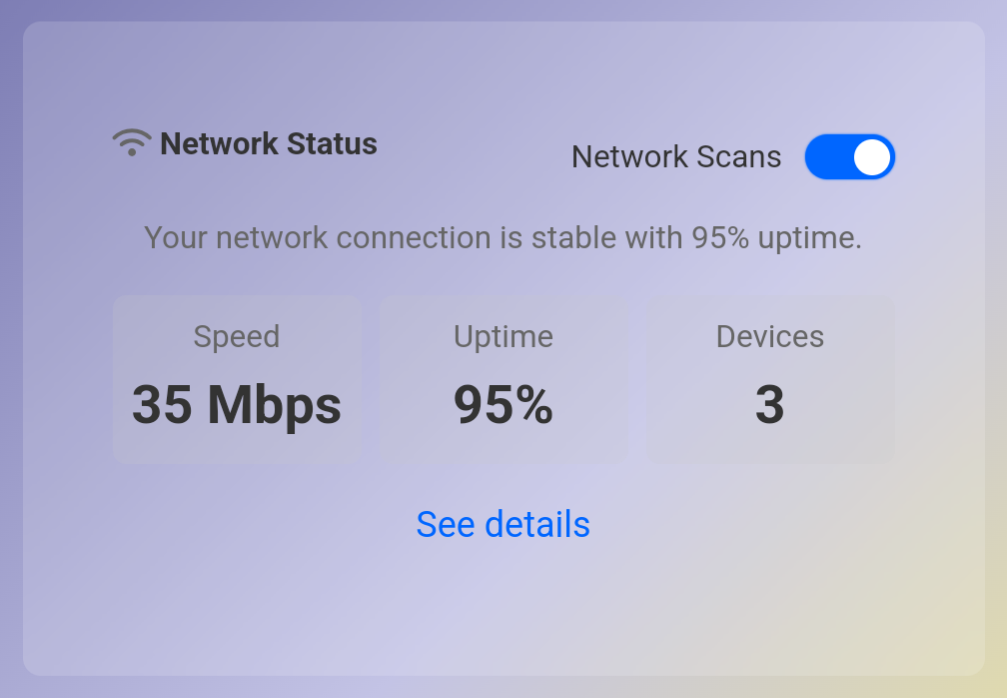 Network Status
Network Scans
Your network connection is stable with 95% uptime.
Speed
Uptime
Devices
35 Mbps
95%
3
See details